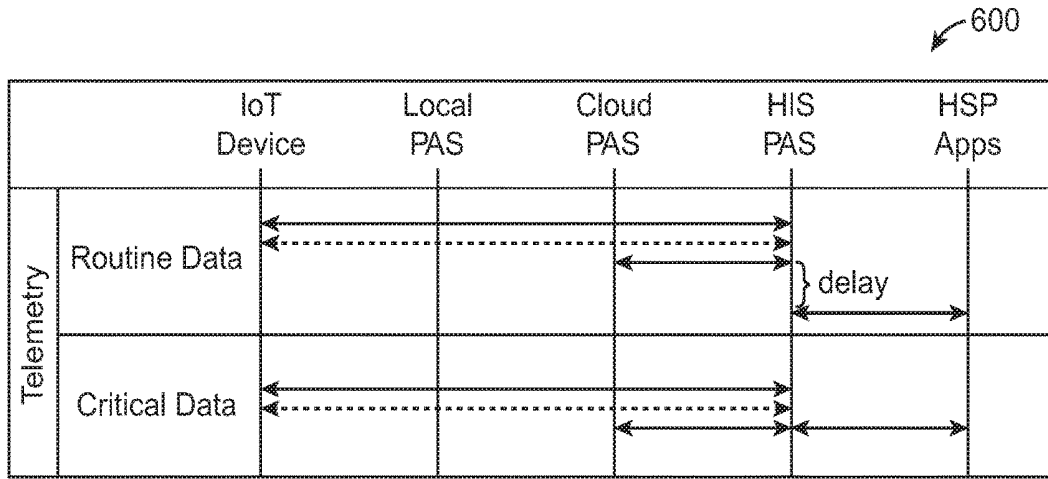 600
IoT Device
Local PAS
Cloud PAS
HIS PAS
HSP Apps
Telemetry
Routine Data
delay
Critical Data